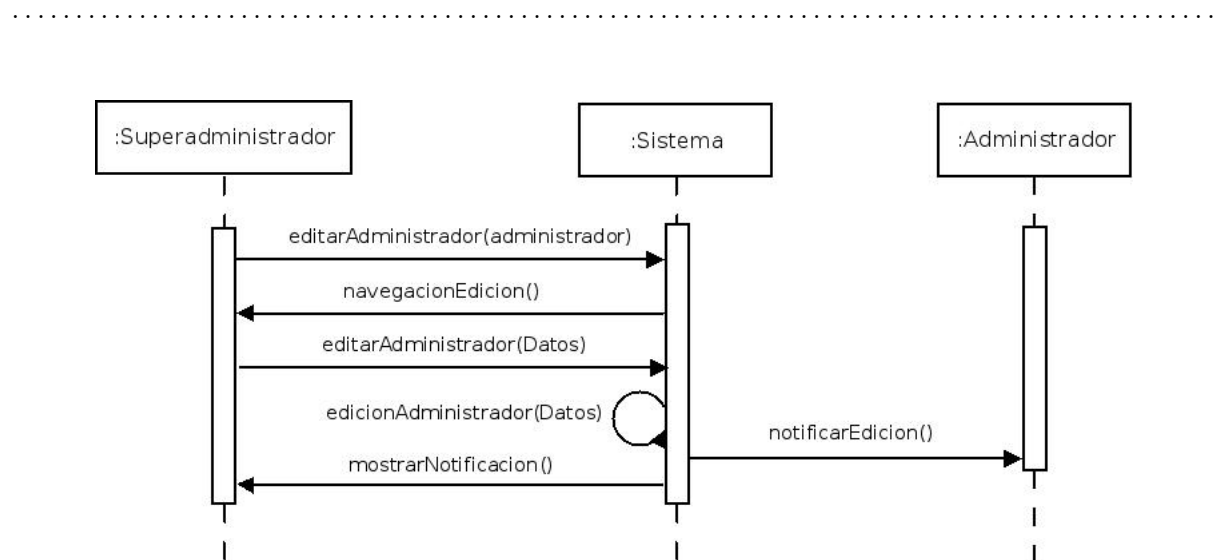 :Superadministrador
:Sistema
:Administrador
editarAdministrador(administrador)
navegacionEdicion()
editarAdministrador(Datos)
edicionAdministrador(Datos)
notificarEdicion()
mostrarNotificacion()